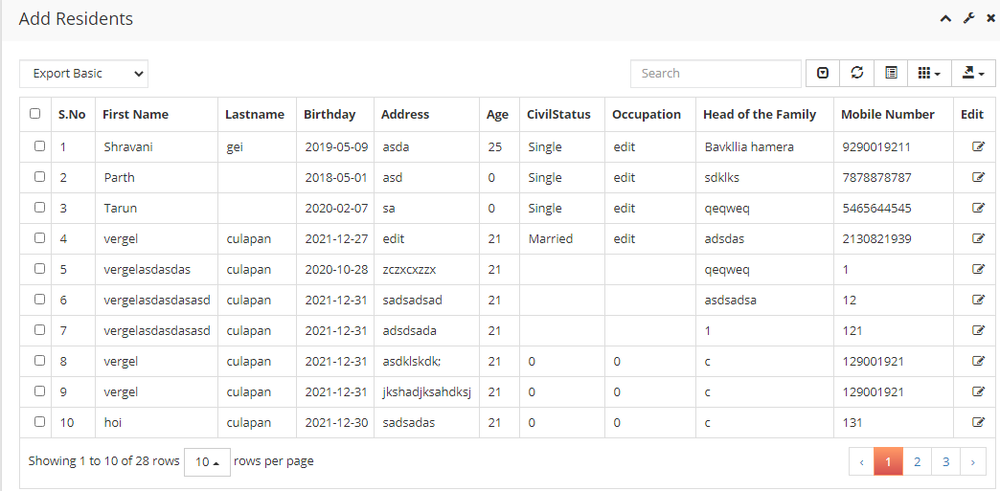 Add Residents
Export Basic Search
S.No First Name Lastname Birthday Address Age CivilStatus Occupation Head of the Family Mobile Number Edit
1 Shravani gei 2019-05-09 asda 25 Single edit Bavkllia hamera 9290019211
2 Parth 2018-05-01 asd 0 Single edit sdklks 7878878787
3 Tarun 2020-02-07 sa 0 Single edit qeqweq 5465644545
4 vergel culapan 2021-12-27 edit 21 Married edit adsdas 2130821939
5 vergelasdasdas culapan 2020-10-28 zczxcxzzx 21 qeqweq 1
6 vergelasdasdasasd culapan 2021-12-31 sadsadsad 21 asdsadsa 12
7 vergelasdasdasasd culapan 2021-12-31 adsdsada 21 1 121
8 vergel culapan 2021-12-31 asdklskdk; 21 0 0 c 129001921
9 vergel culapan 2021-12-31 jkshadjksahdksj 21 0 0 c 129001921
10 hoi culapan 2021-12-30 sadsadas 21 0 0 c 131
Showing 1 to 10 of 28 rows 10 rows per page ‹ 1 2 3 ›